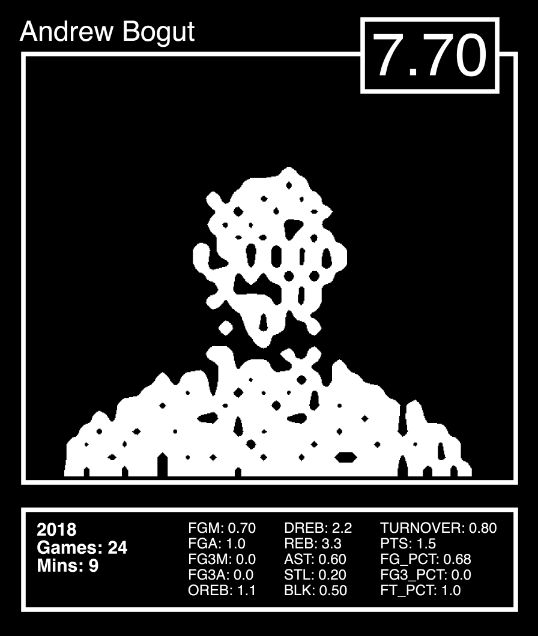 Andrew Bogut
7.70
2018
Games: 24
Mins: 9
FGM: 0.70
FGA: 1.0
FG3M: 0.0
FG3A: 0.0
OREB: 1.1
DREB: 2.2
REB: 3.3
AST: 0.60
STL: 0.20
BLK: 0.50
TURNOVER: 0.80
PTS: 1.5
FG_PCT: 0.68
FG3_PCT: 0.0
FT_PCT: 1.0